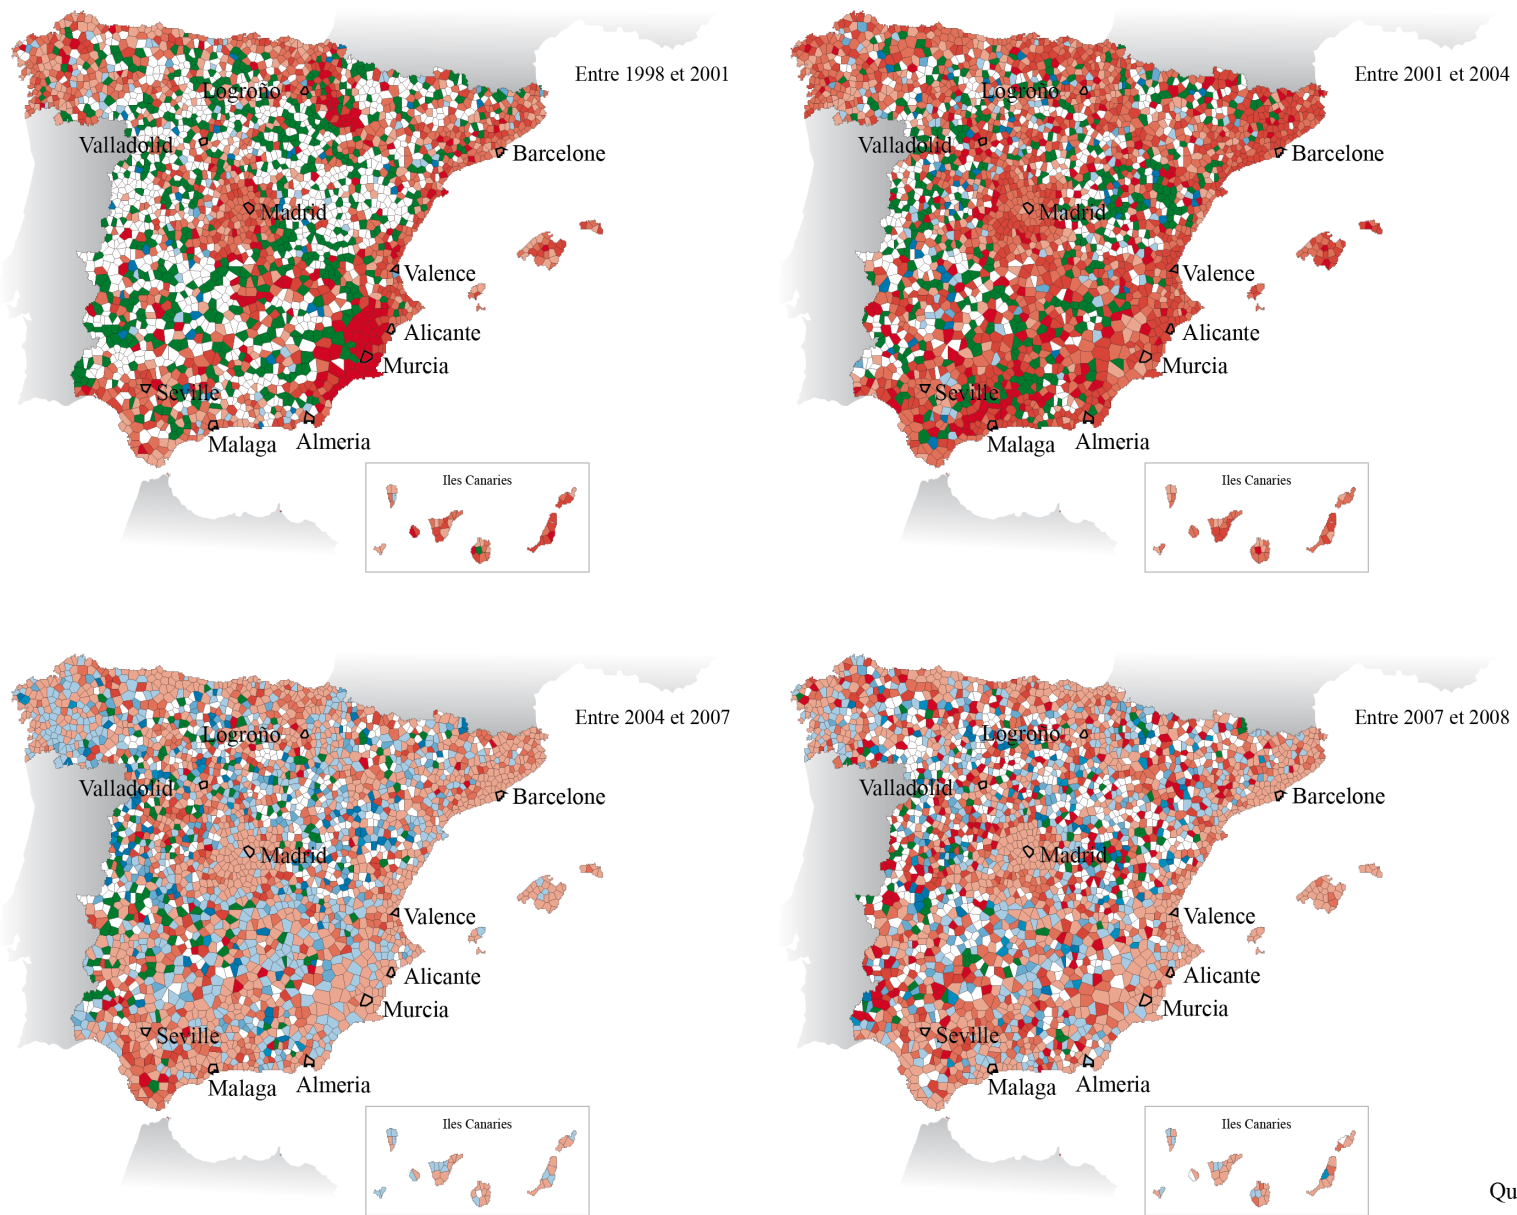 Entre 1998 et 2001
Logroño
Valladolid
Barcelone
Madrid
Valence
Alicante
Murcia
Seville
Malaga
Almeria
Iles Canaries
Entre 2001 et 2004
Logroño
Valladolid
Barcelone
Madrid
Valence
Alicante
Murcia
Seville
Malaga
Almeria
Iles Canaries
Entre 2004 et 2007
Logroño
Valladolid
Barcelone
Madrid
Valence
Alicante
Murcia
Seville
Malaga
Almeria
Iles Canaries
Entre 2007 et 2008
Logroño
Valladolid
Barcelone
Madrid
Valence
Alicante
Murcia
Seville
Malaga
Almeria
Iles Canaries
Qu